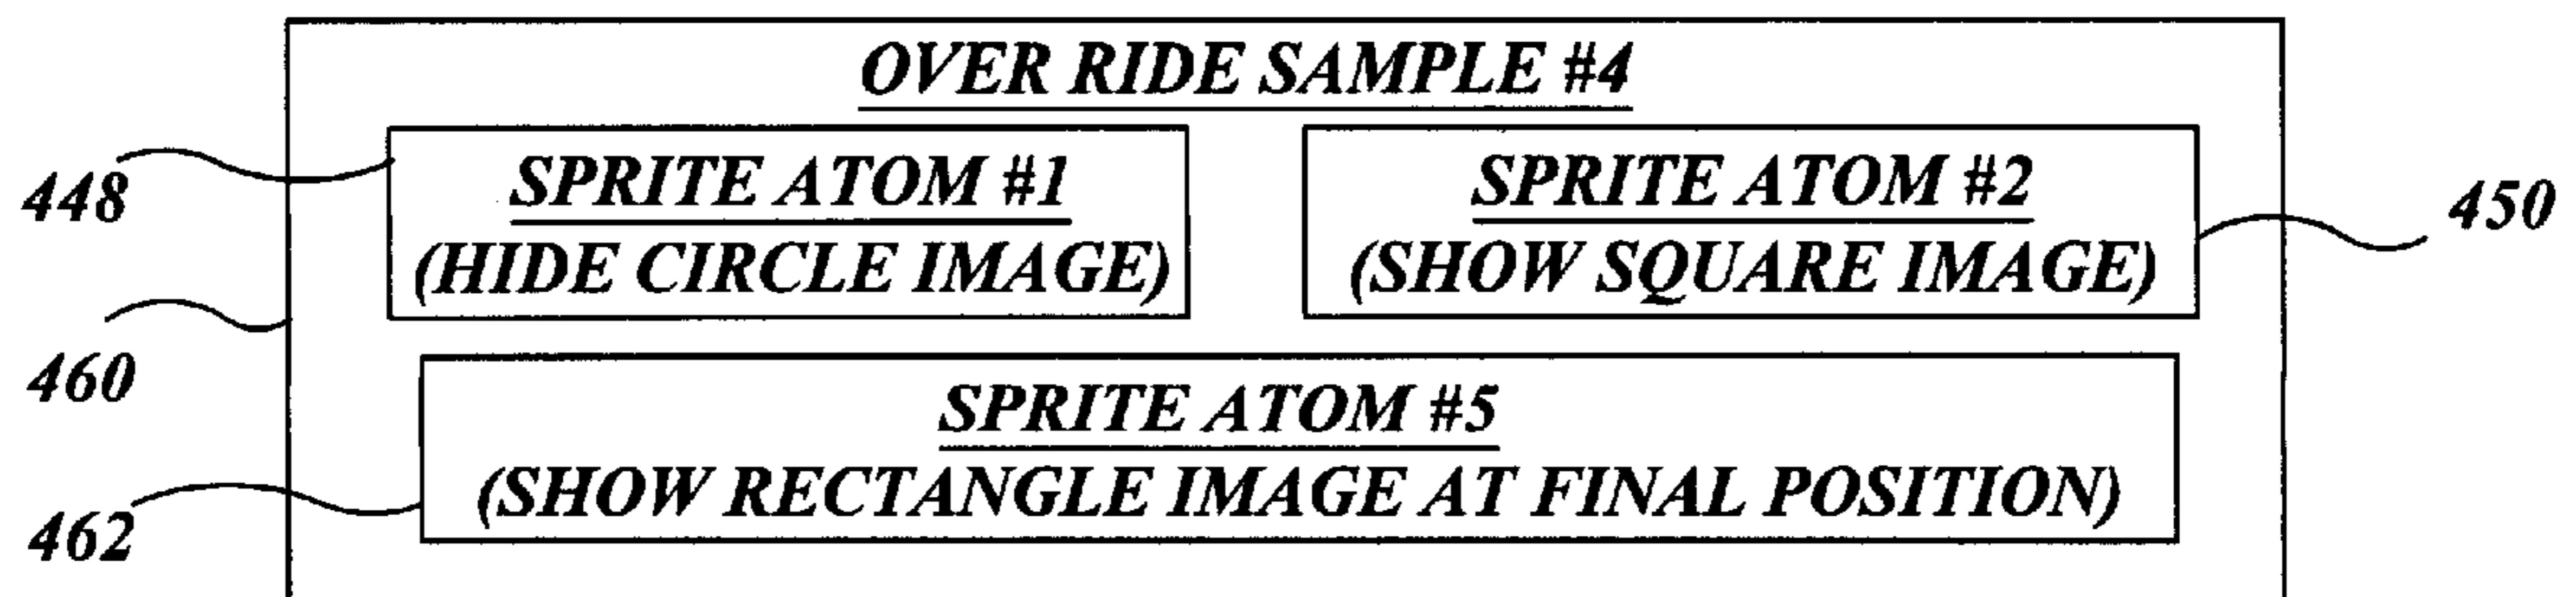 OVER RIDE SAMPLE #4
SPRITE ATOM #1
(HIDE CIRCLE IMAGE)
SPRITE ATOM #2
(SHOW SQUARE IMAGE)
448
450
460
SPRITE ATOM #5
(SHOW RECTANGLE IMAGE AT FINAL POSITION)
462